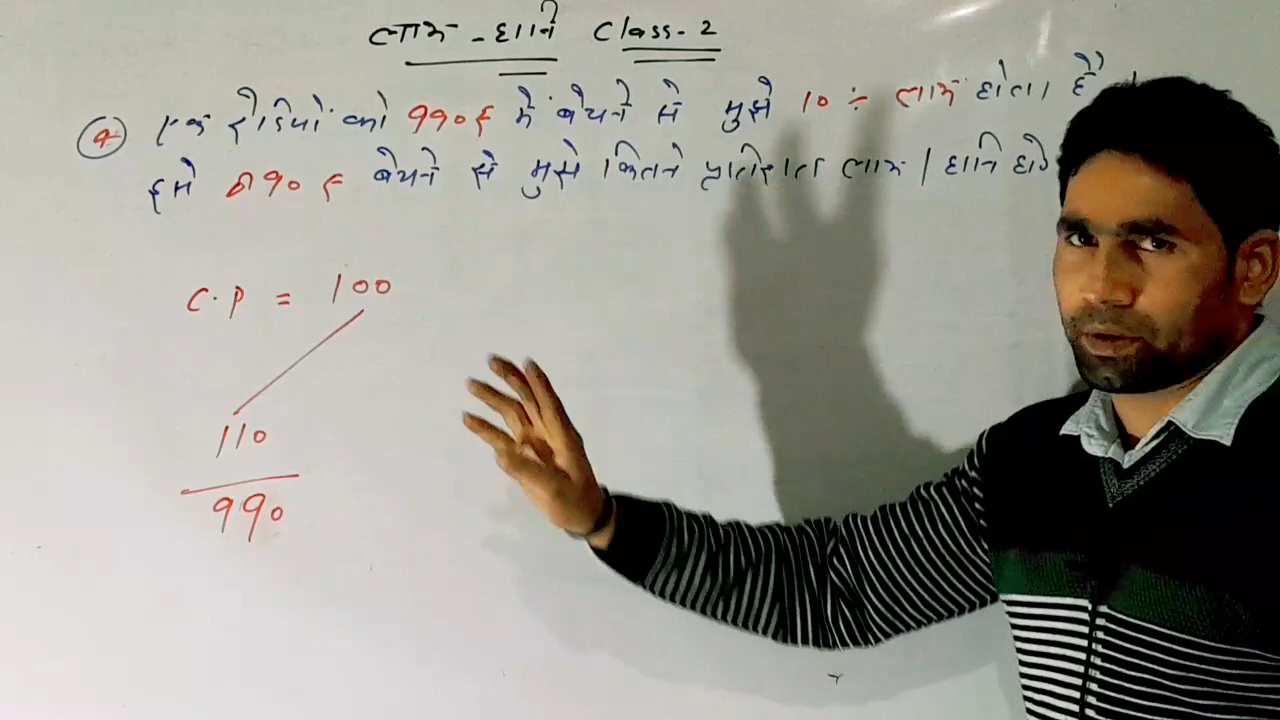 लाभ - हानि Class - 2
Q एक रेडियो को 990₹ में बेचने से मुझे 10 % लाभ होता है ।
इसे 890 ₹ बेचने से मुझे कितने प्रतिशत लाभ / हानि होगी
C.P = 100
110
990